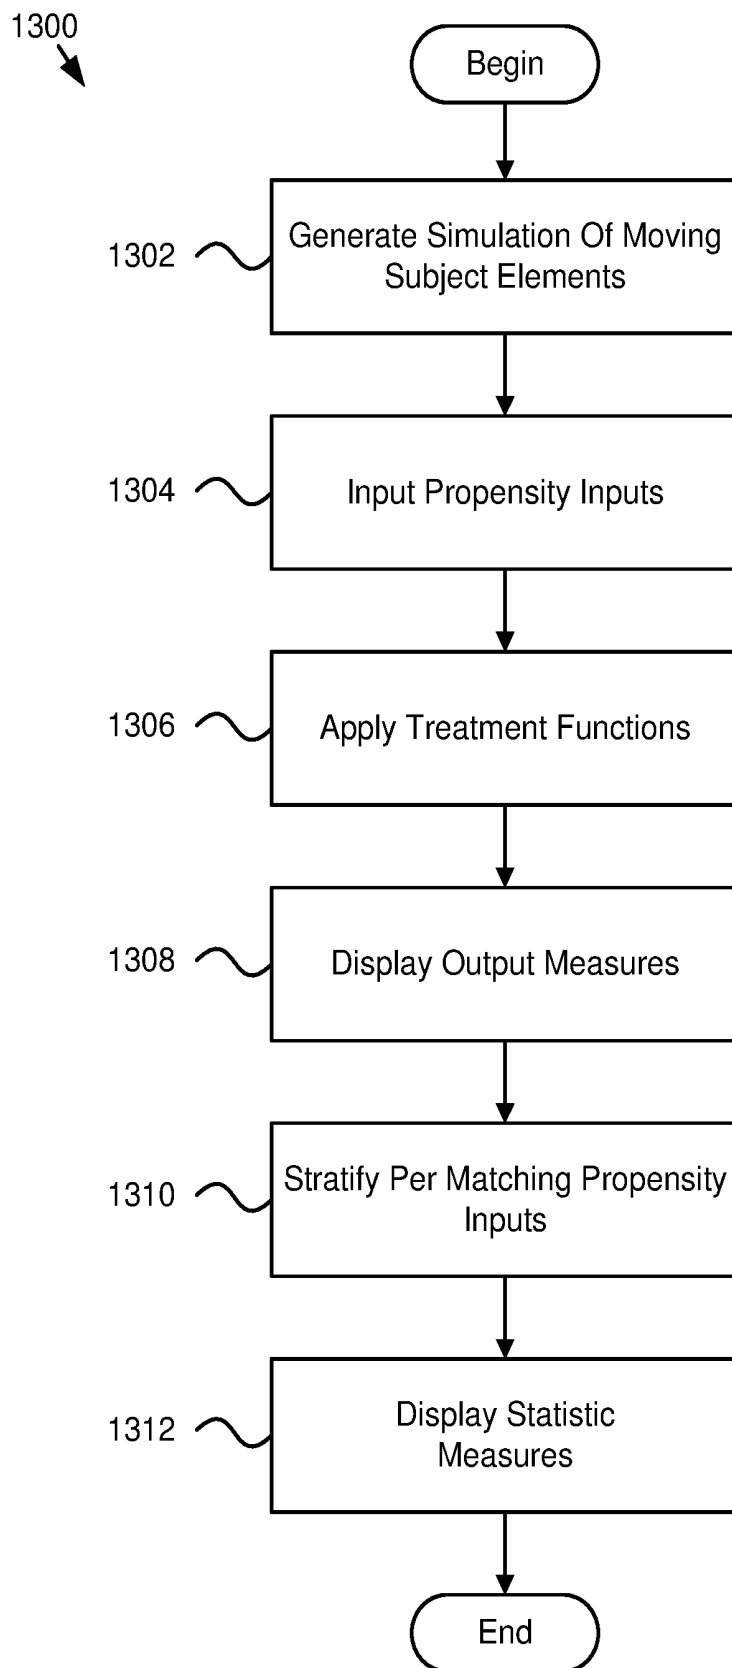 1300
Begin
1302
Generate Simulation Of Moving
Subject Elements
1304
Input Propensity Inputs
1306
Apply Treatment Functions
1308
Display Output Measures
1310
Stratify Per Matching Propensity
Inputs
1312
Display Statistic
Measures
End